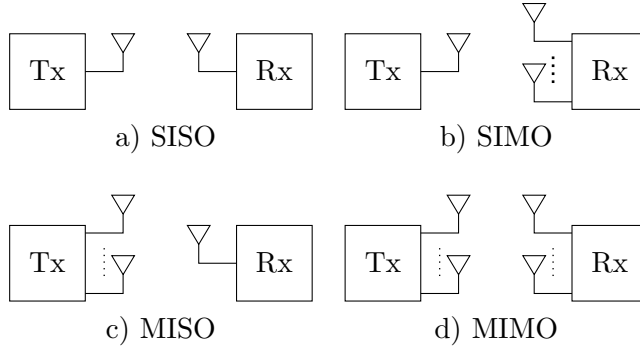 Tx Rx Tx Rx
a) SISO b) SIMO
Tx Rx Tx Rx
c) MISO d) MIMO